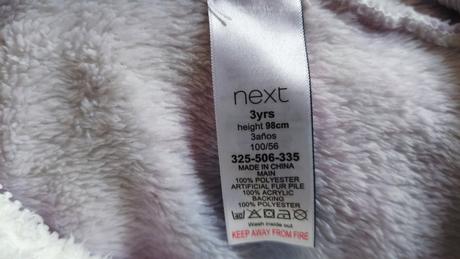 next
3yrs
height 98cm
3años
100/56
325-506-335
MADE IN CHINA
MAIN
100% POLYESTER
ARTIFICIAL FUR PILE
100% ACRYLIC
BACKING
100% POLYESTER
Wash inside out
KEEP AWAY FROM FIRE